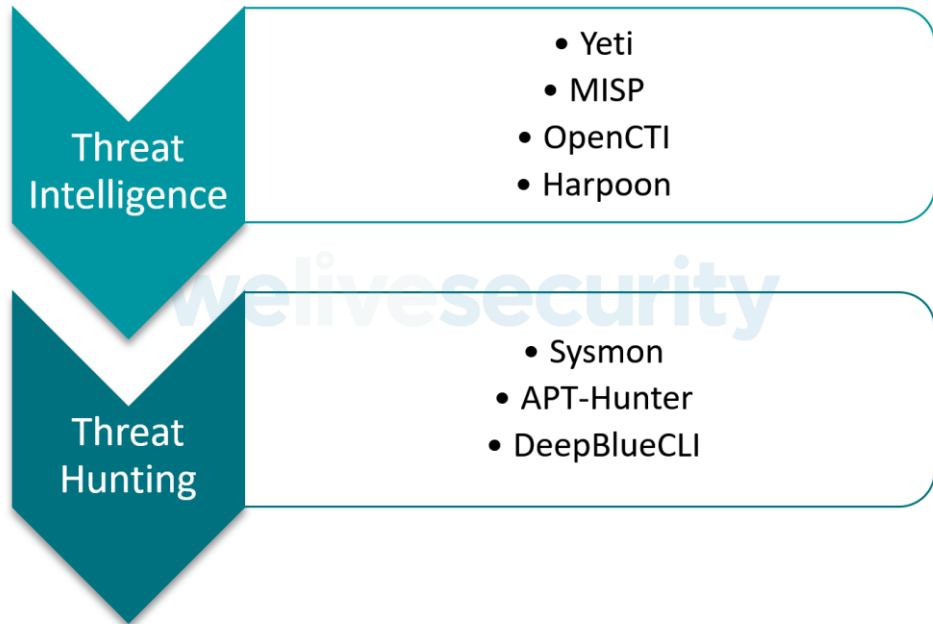 Threat
Intelligence
• Yeti
• MISP
• OpenCTI
• Harpoon
welivesecurity
Threat
Hunting
• Sysmon
• APT-Hunter
• DeepBlueCLI